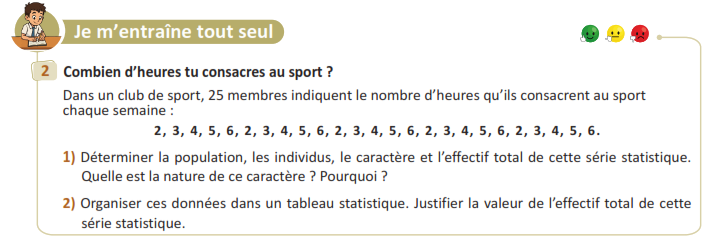 Je m'entraîne tout seul
2 Combien d'heures tu consacres au sport ?
Dans un club de sport, 25 membres indiquent le nombre d'heures qu'ils consacrent au sport
chaque semaine :
2, 3, 4, 5, 6, 2, 3, 4, 5, 6, 2, 3, 4, 5, 6, 2, 3, 4, 5, 6, 2, 3, 4, 5, 6.
1) Déterminer la population, les individus, le caractère et l'effectif total de cette série statistique.
Quelle est la nature de ce caractère ? Pourquoi ?
2) Organiser ces données dans un tableau statistique. Justifier la valeur de l'effectif total de cette
série statistique.